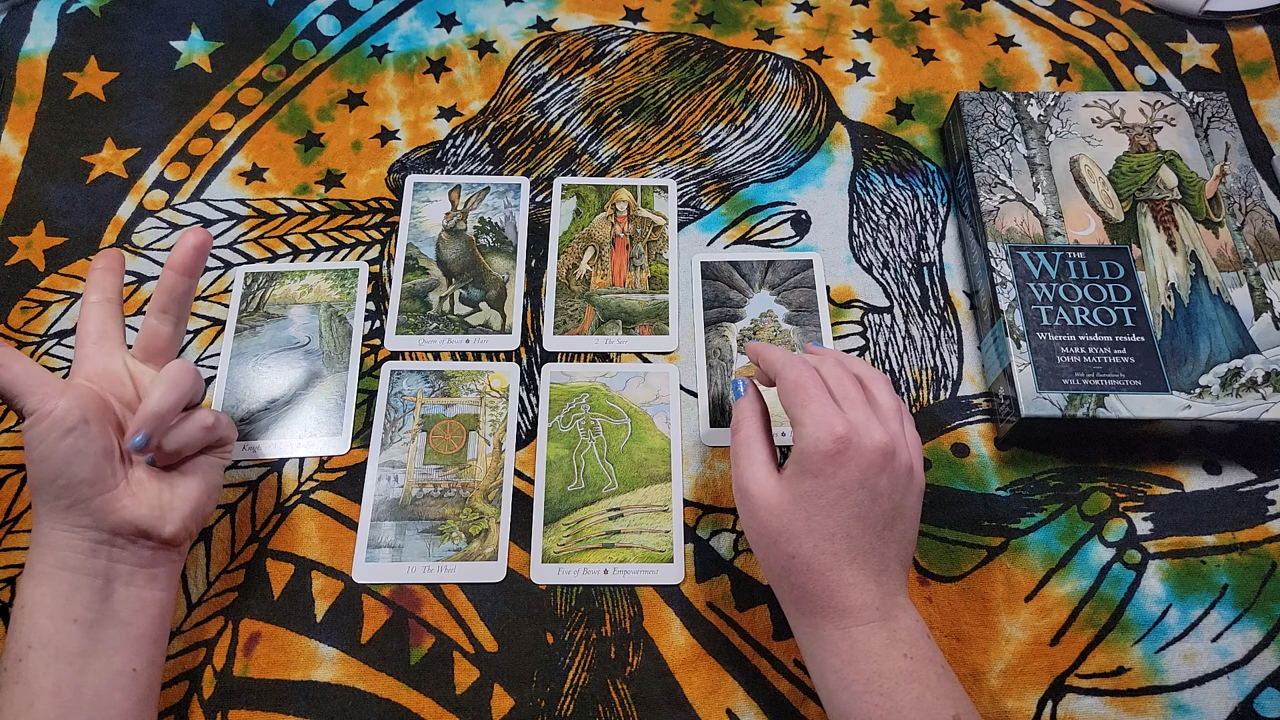 Queen of Bows Hare
2 The Seer
Knig
10 The Wheel
Five of Bows Empowerment
THE
WILD
WOOD
TAROT
Wherein wisdom resides
MARK RYAN and
JOHN MATTHEWS
With card illustrations by
WILL WORTHINGTON